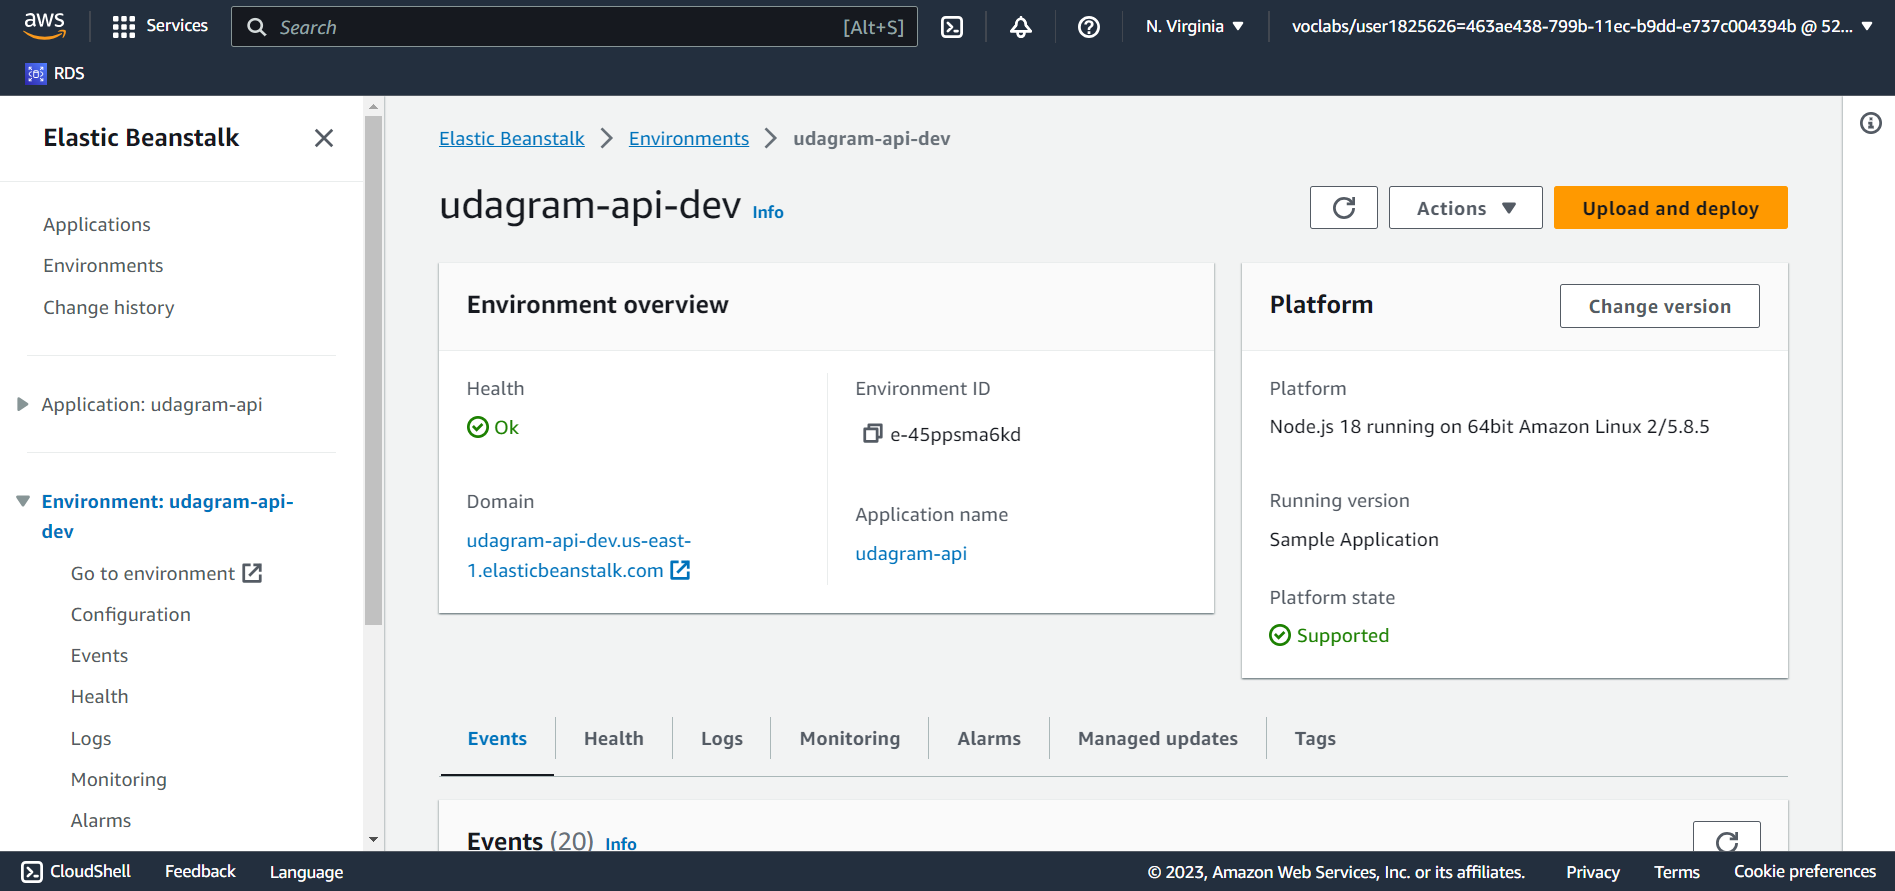 aws
Services
Search
[Alt+S]
N. Virginia
voclabs/user1825626=463ae438-799b-11ec-b9dd-e737c004394b @ 52...
RDS
Elastic Beanstalk
Applications
Environments
Change history
Application: udagram-api
Environment: udagram-api-
dev
Go to environment
Configuration
Events
Health
Logs
Monitoring
Alarms
Elastic Beanstalk > Environments > udagram-api-dev
udagram-api-dev Info
Actions
Upload and deploy
Environment overview
Health
Ok
Domain
udagram-api-dev.us-east-
1.elasticbeanstalk.com
Environment ID
e-45ppsma6kd
Application name
udagram-api
Platform
Change version
Platform
Node.js 18 running on 64bit Amazon Linux 2/5.8.5
Running version
Sample Application
Platform state
Supported
Events
Health
Logs
Monitoring
Alarms
Managed updates
Tags
Events (20) Info
CloudShell
Feedback
Language
© 2023, Amazon Web Services, Inc. or its affiliates.
Privacy
Terms
Cookie preferences